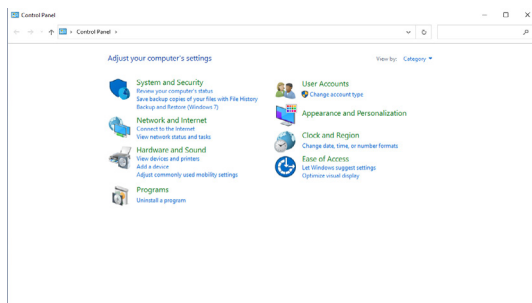 Control Panel
Control Panel
Adjust your computer's settings
View by: Category
System and Security
Review your computer's status
Save backup copies of your files with File History
Backup and Restore (Windows 7)
Network and Internet
Connect to the Internet
View network status and tasks
Hardware and Sound
View devices and printers
Add a device
Adjust commonly used mobility settings
Programs
Uninstall a program
User Accounts
Change account type
Appearance and Personalization
Clock and Region
Change date, time, or number formats
Ease of Access
Let Windows suggest settings
Optimize visual display